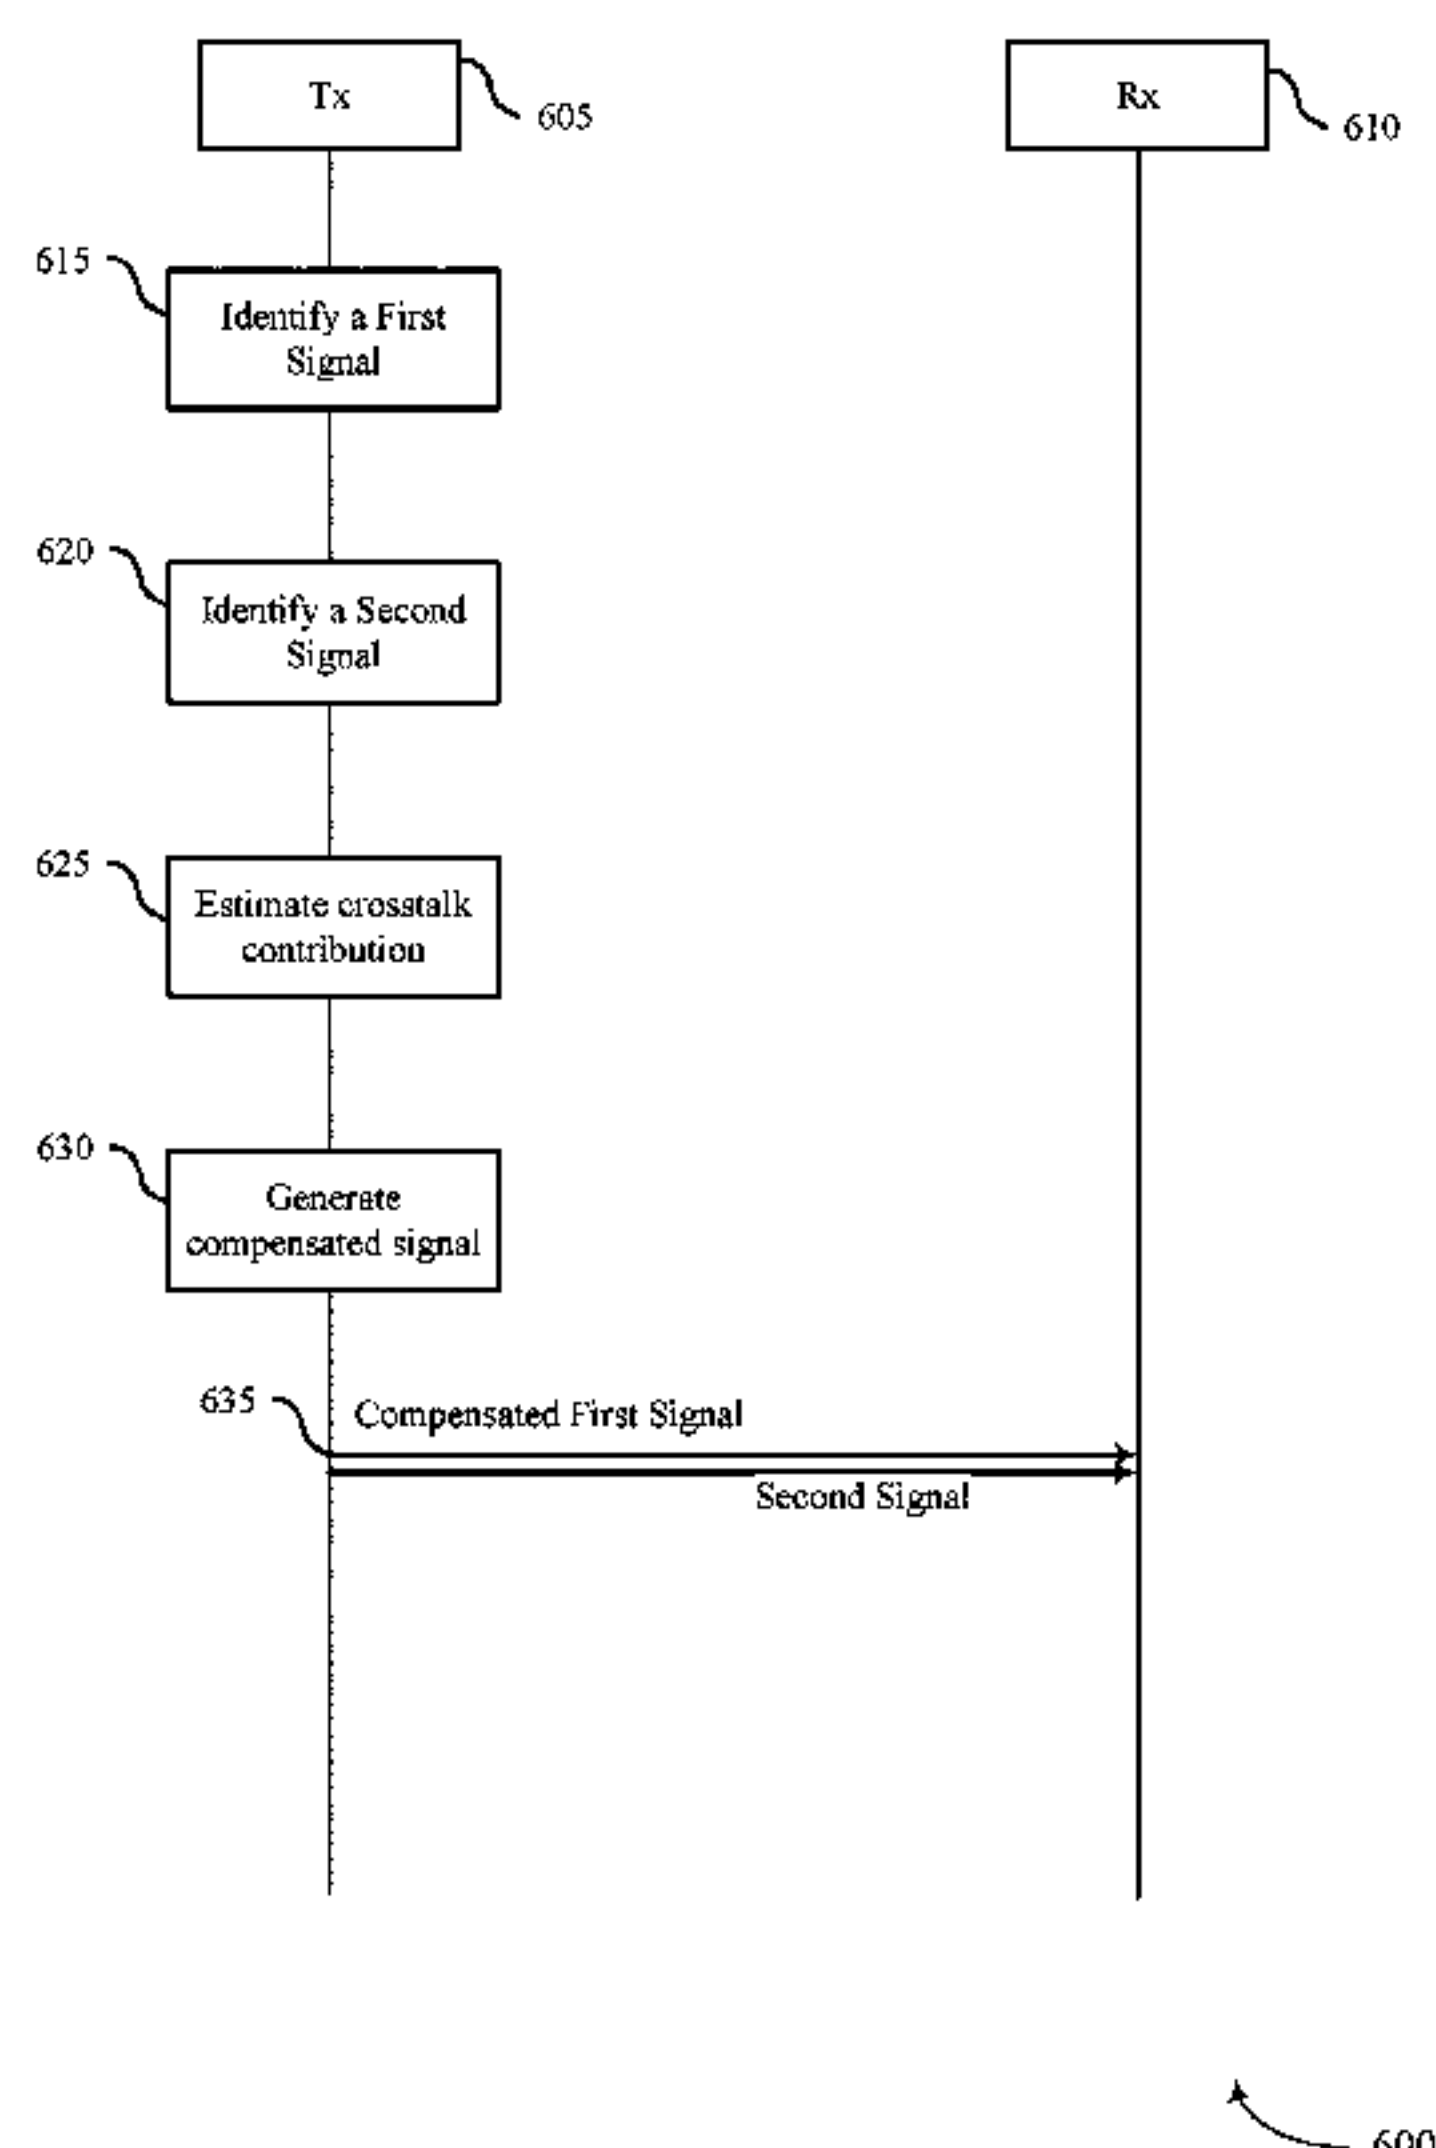 Tx
605
Rx
610
615
Identify a First
Signal
620
Identify a Second
Signal
625
Estimate crosstalk
contribution
630
Generate
compensated signal
635
Compensated First Signal
Second Signal
600